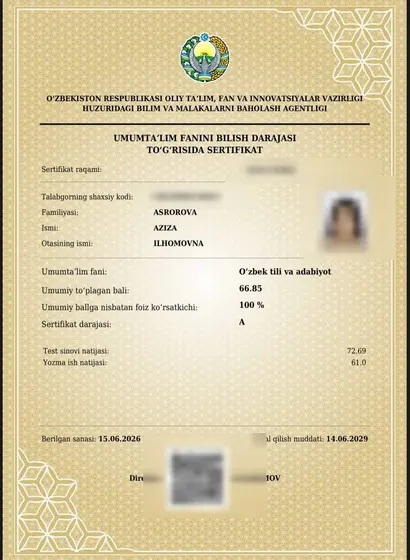 O‘ZBEKISTON RESPUBLIKASI OLIY TA’LIM, FAN VA INNOVATSIYALAR VAZIRLIGI
HUZURIDAGI BILIM VA MALAKALARNI BAHOLASH AGENTLIGI
UMUMTA’LIM FANINI BILISH DARAJASI
TO‘G‘RISIDA SERTIFIKAT
Sertifikat raqami:
Talabgorning shaxsiy kodi:
Familiyasi: ASROROVA
Ismi: AZIZA
Otasining ismi: ILHOMOVNA
Umumta’lim fani: O‘zbek tili va adabiyot
Umumiy to‘plagan bali: 66.85
Umumiy ballga nisbatan foiz ko‘rsatkichi: 100 %
Sertifikat darajasi: A
Test sinovi natijasi: 72.69
Yozma ish natijasi: 61.0
Berilgan sanasi: 15.06.2026 qilish muddati: 14.06.2029